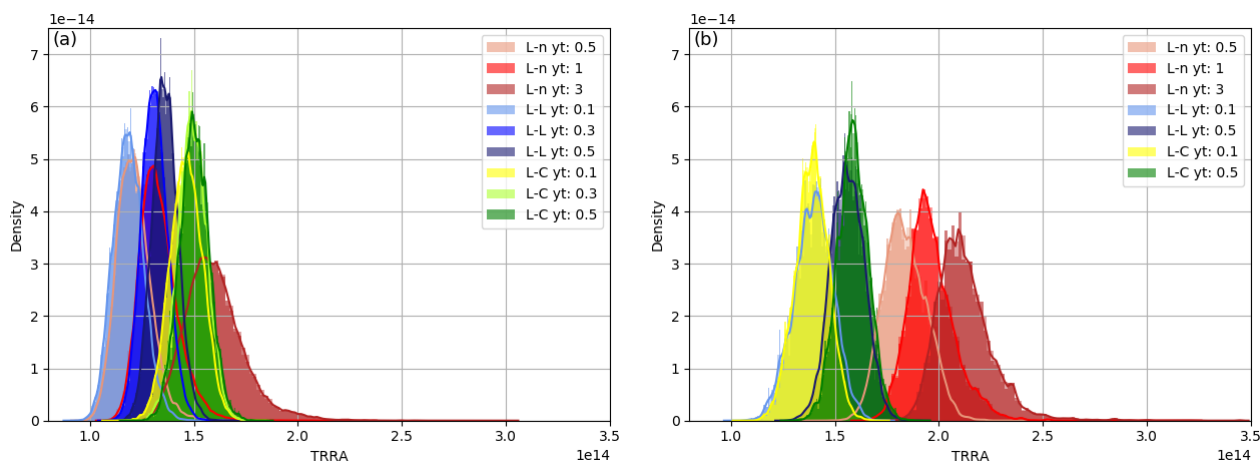 1e−14
(a)
7
6
5
4
3
2
1
0
Density
1.0 1.5 2.0 2.5 3.0 3.5
TRRA
1e14
L-n yt: 0.5
L-n yt: 1
L-n yt: 3
L-L yt: 0.1
L-L yt: 0.3
L-L yt: 0.5
L-C yt: 0.1
L-C yt: 0.3
L-C yt: 0.5
1e−14
(b)
7
6
5
4
3
2
1
0
Density
1.0 1.5 2.0 2.5 3.0 3.5
TRRA
1e14
L-n yt: 0.5
L-n yt: 1
L-n yt: 3
L-L yt: 0.1
L-L yt: 0.5
L-C yt: 0.1
L-C yt: 0.5